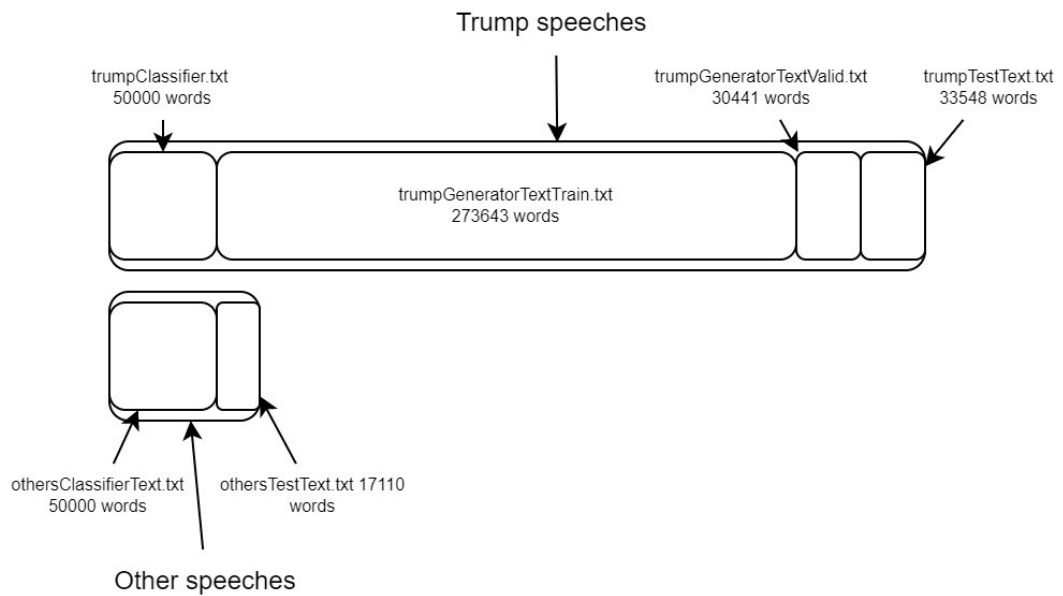 Trump speeches
trumpClassifier.txt
50000 words
trumpGeneratorTextValid.txt
30441 words
trumpTestText.txt
33548 words
trumpGeneratorTextTrain.txt
273643 words
othersClassifierText.txt
50000 words
othersTestText.txt 17110
words
Other speeches